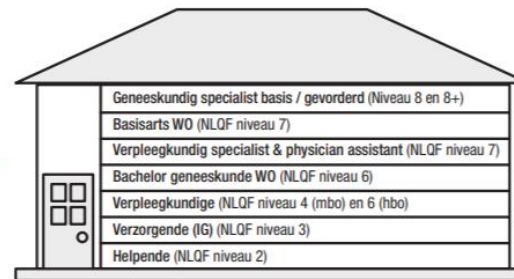 Geneeskundig specialist basis / gevorderd (Niveau 8 en 8+)
Basisarts WO (NLQF niveau 7)
Verpleegkundig specialist & physician assistant (NLQF niveau 7)
Bachelor geneeskunde WO (NLQF niveau 6)
Verpleegkundige (NLQF niveau 4 (mbo) en 6 (hbo)
Verzorgende (IG) (NLQF niveau 3)
Helpende (NLQF niveau 2)